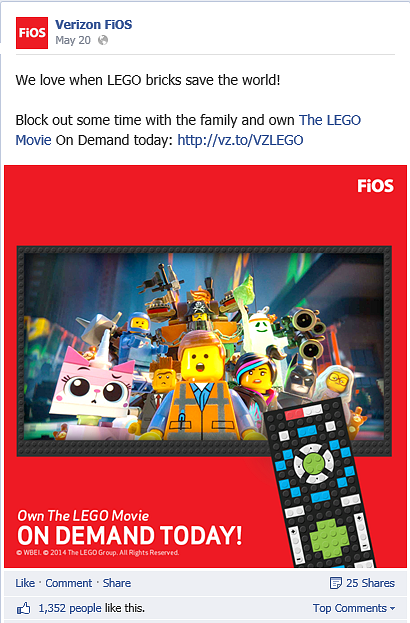 FiOS
Verizon FiOS
May 20
We love when LEGO bricks save the world!
Block out some time with the family and own The LEGO
Movie On Demand today: http://vz.to/VZLEGO
FiOS
Own The LEGO Movie
ON DEMAND TODAY!
© WBEI. © 2014 The LEGO Group. All Rights Reserved.
Like · Comment · Share
25 Shares
1,352 people like this.
Top Comments